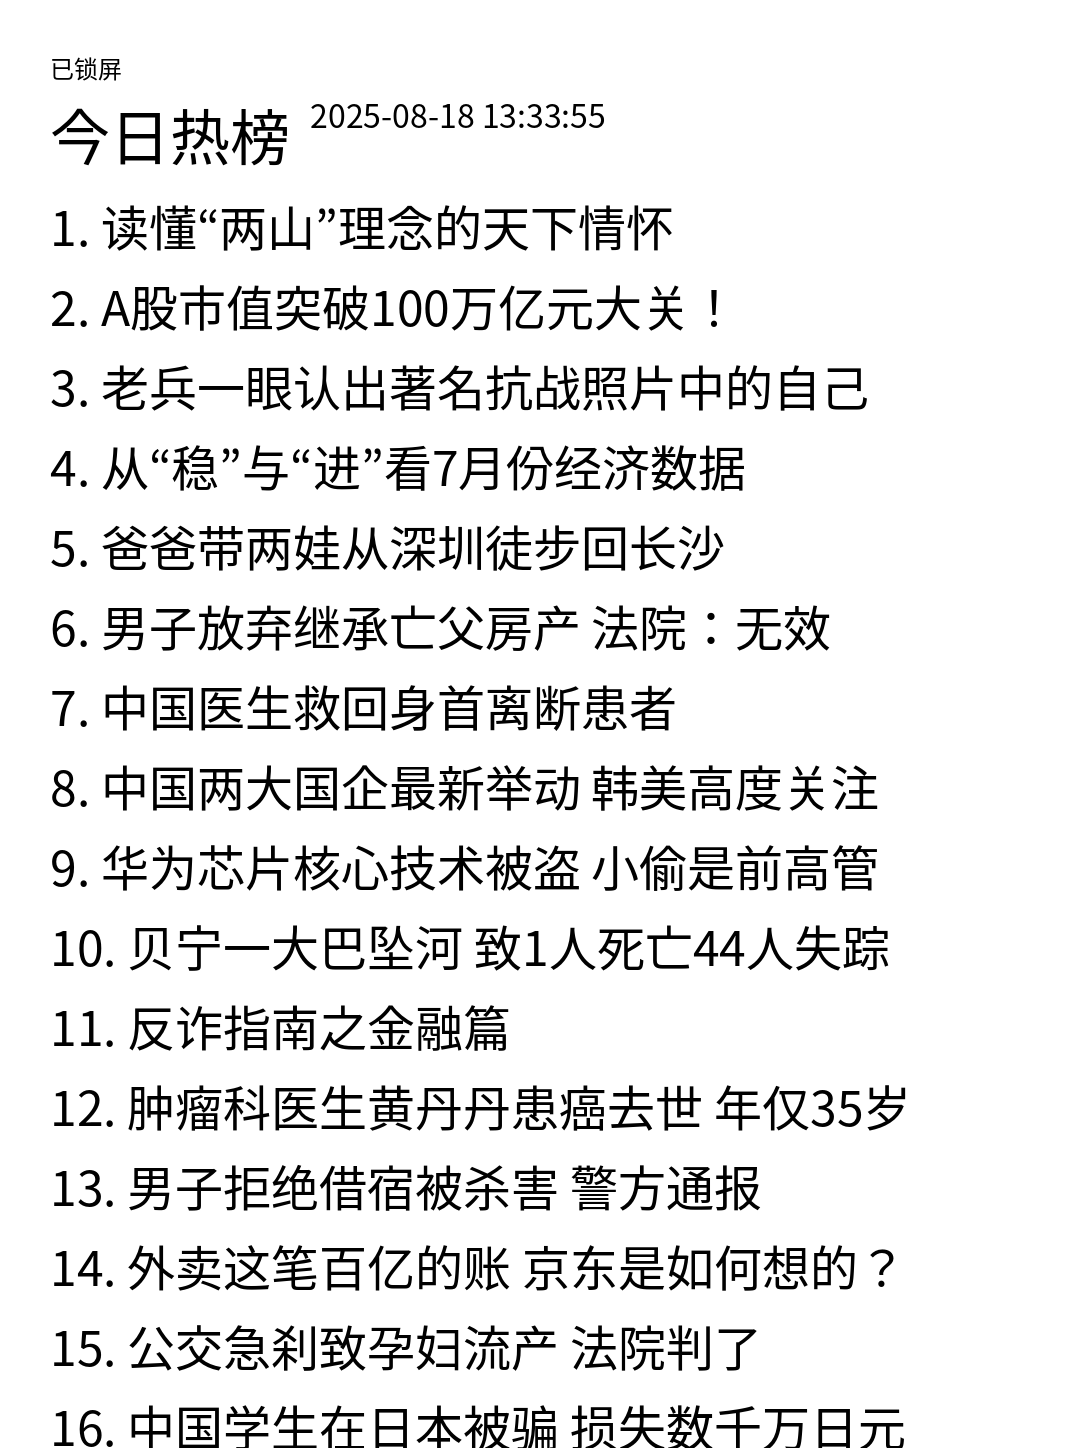 已锁屏
今日热榜 2025-08-18 13:33:55
1. 读懂“两山”理念的天下情怀
2. A股市值突破100万亿元大关！
3. 老兵一眼认出著名抗战照片中的自己
4. 从“稳”与“进”看7月份经济数据
5. 爸爸带两娃从深圳徒步回长沙
6. 男子放弃继承亡父房产 法院：无效
7. 中国医生救回身首离断患者
8. 中国两大国企最新举动 韩美高度关注
9. 华为芯片核心技术被盗 小偷是前高管
10. 贝宁一大巴坠河 致1人死亡44人失踪
11. 反诈指南之金融篇
12. 肿瘤科医生黄丹丹患癌去世 年仅35岁
13. 男子拒绝借宿被杀害 警方通报
14. 外卖这笔百亿的账 京东是如何想的？
15. 公交急刹致孕妇流产 法院判了
16. 中国学生在日本被骗 损失数千万日元